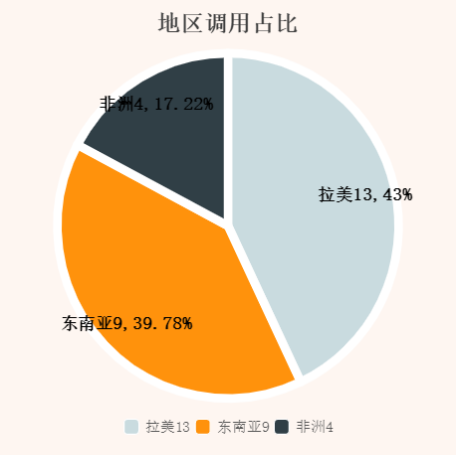 地区调用占比
非洲4,17.22%
拉美13,43%
东南亚9,39.78%
拉美13 东南亚9 非洲4